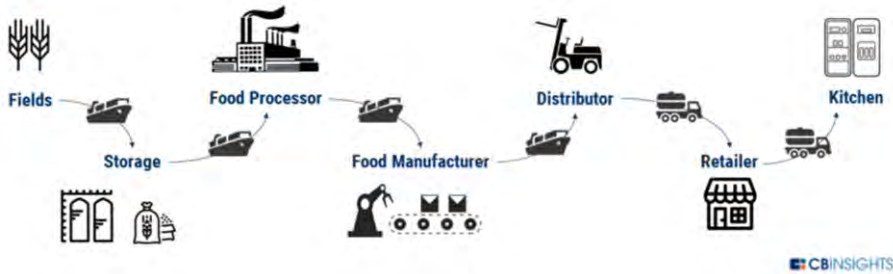 Fields
Food Processor
Distributor
Kitchen
Storage
Food Manufacturer
Retailer
CBINSIGHTS